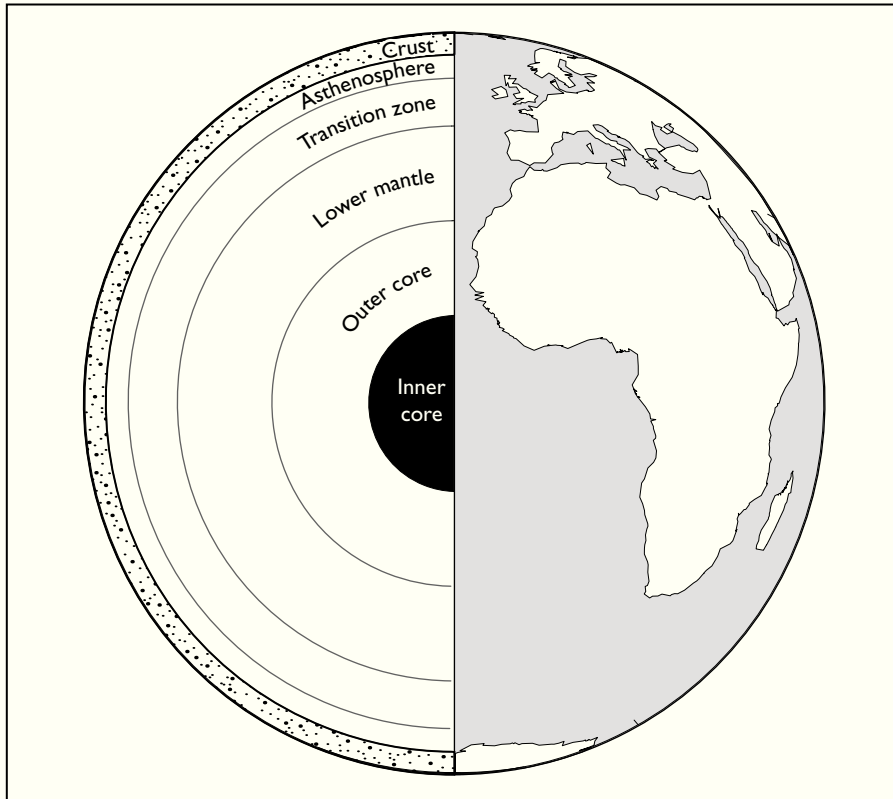 Crust
Asthenosphere
Transition zone
Lower mantle
Outer core
Inner
core